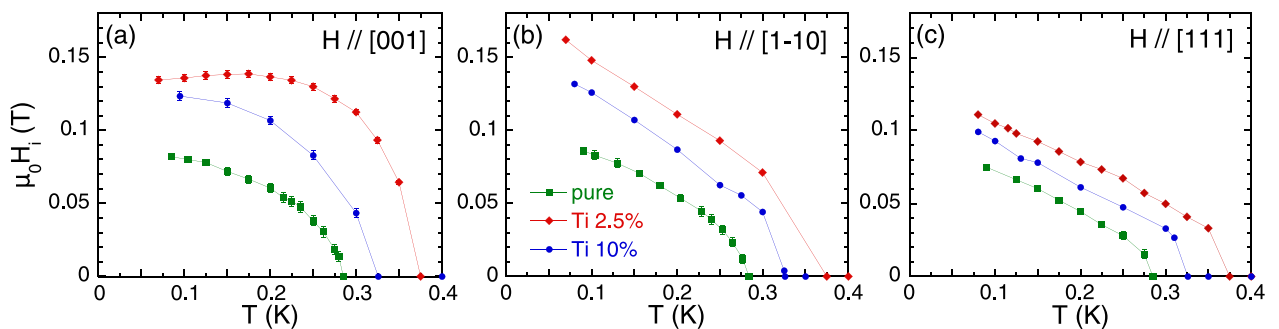 (a) H // [001]
(b) H // [1-10]
(c) H // [111]
0.15
0.1
0.05
0
μ₀Hᵢ (T)
0 0.1 0.2 0.3 0.4
T (K)
0.15
0.1
0.05
0
pure
Ti 2.5%
Ti 10%
0 0.1 0.2 0.3 0.4
T (K)
0.15
0.1
0.05
0
0 0.1 0.2 0.3 0.4
T (K)